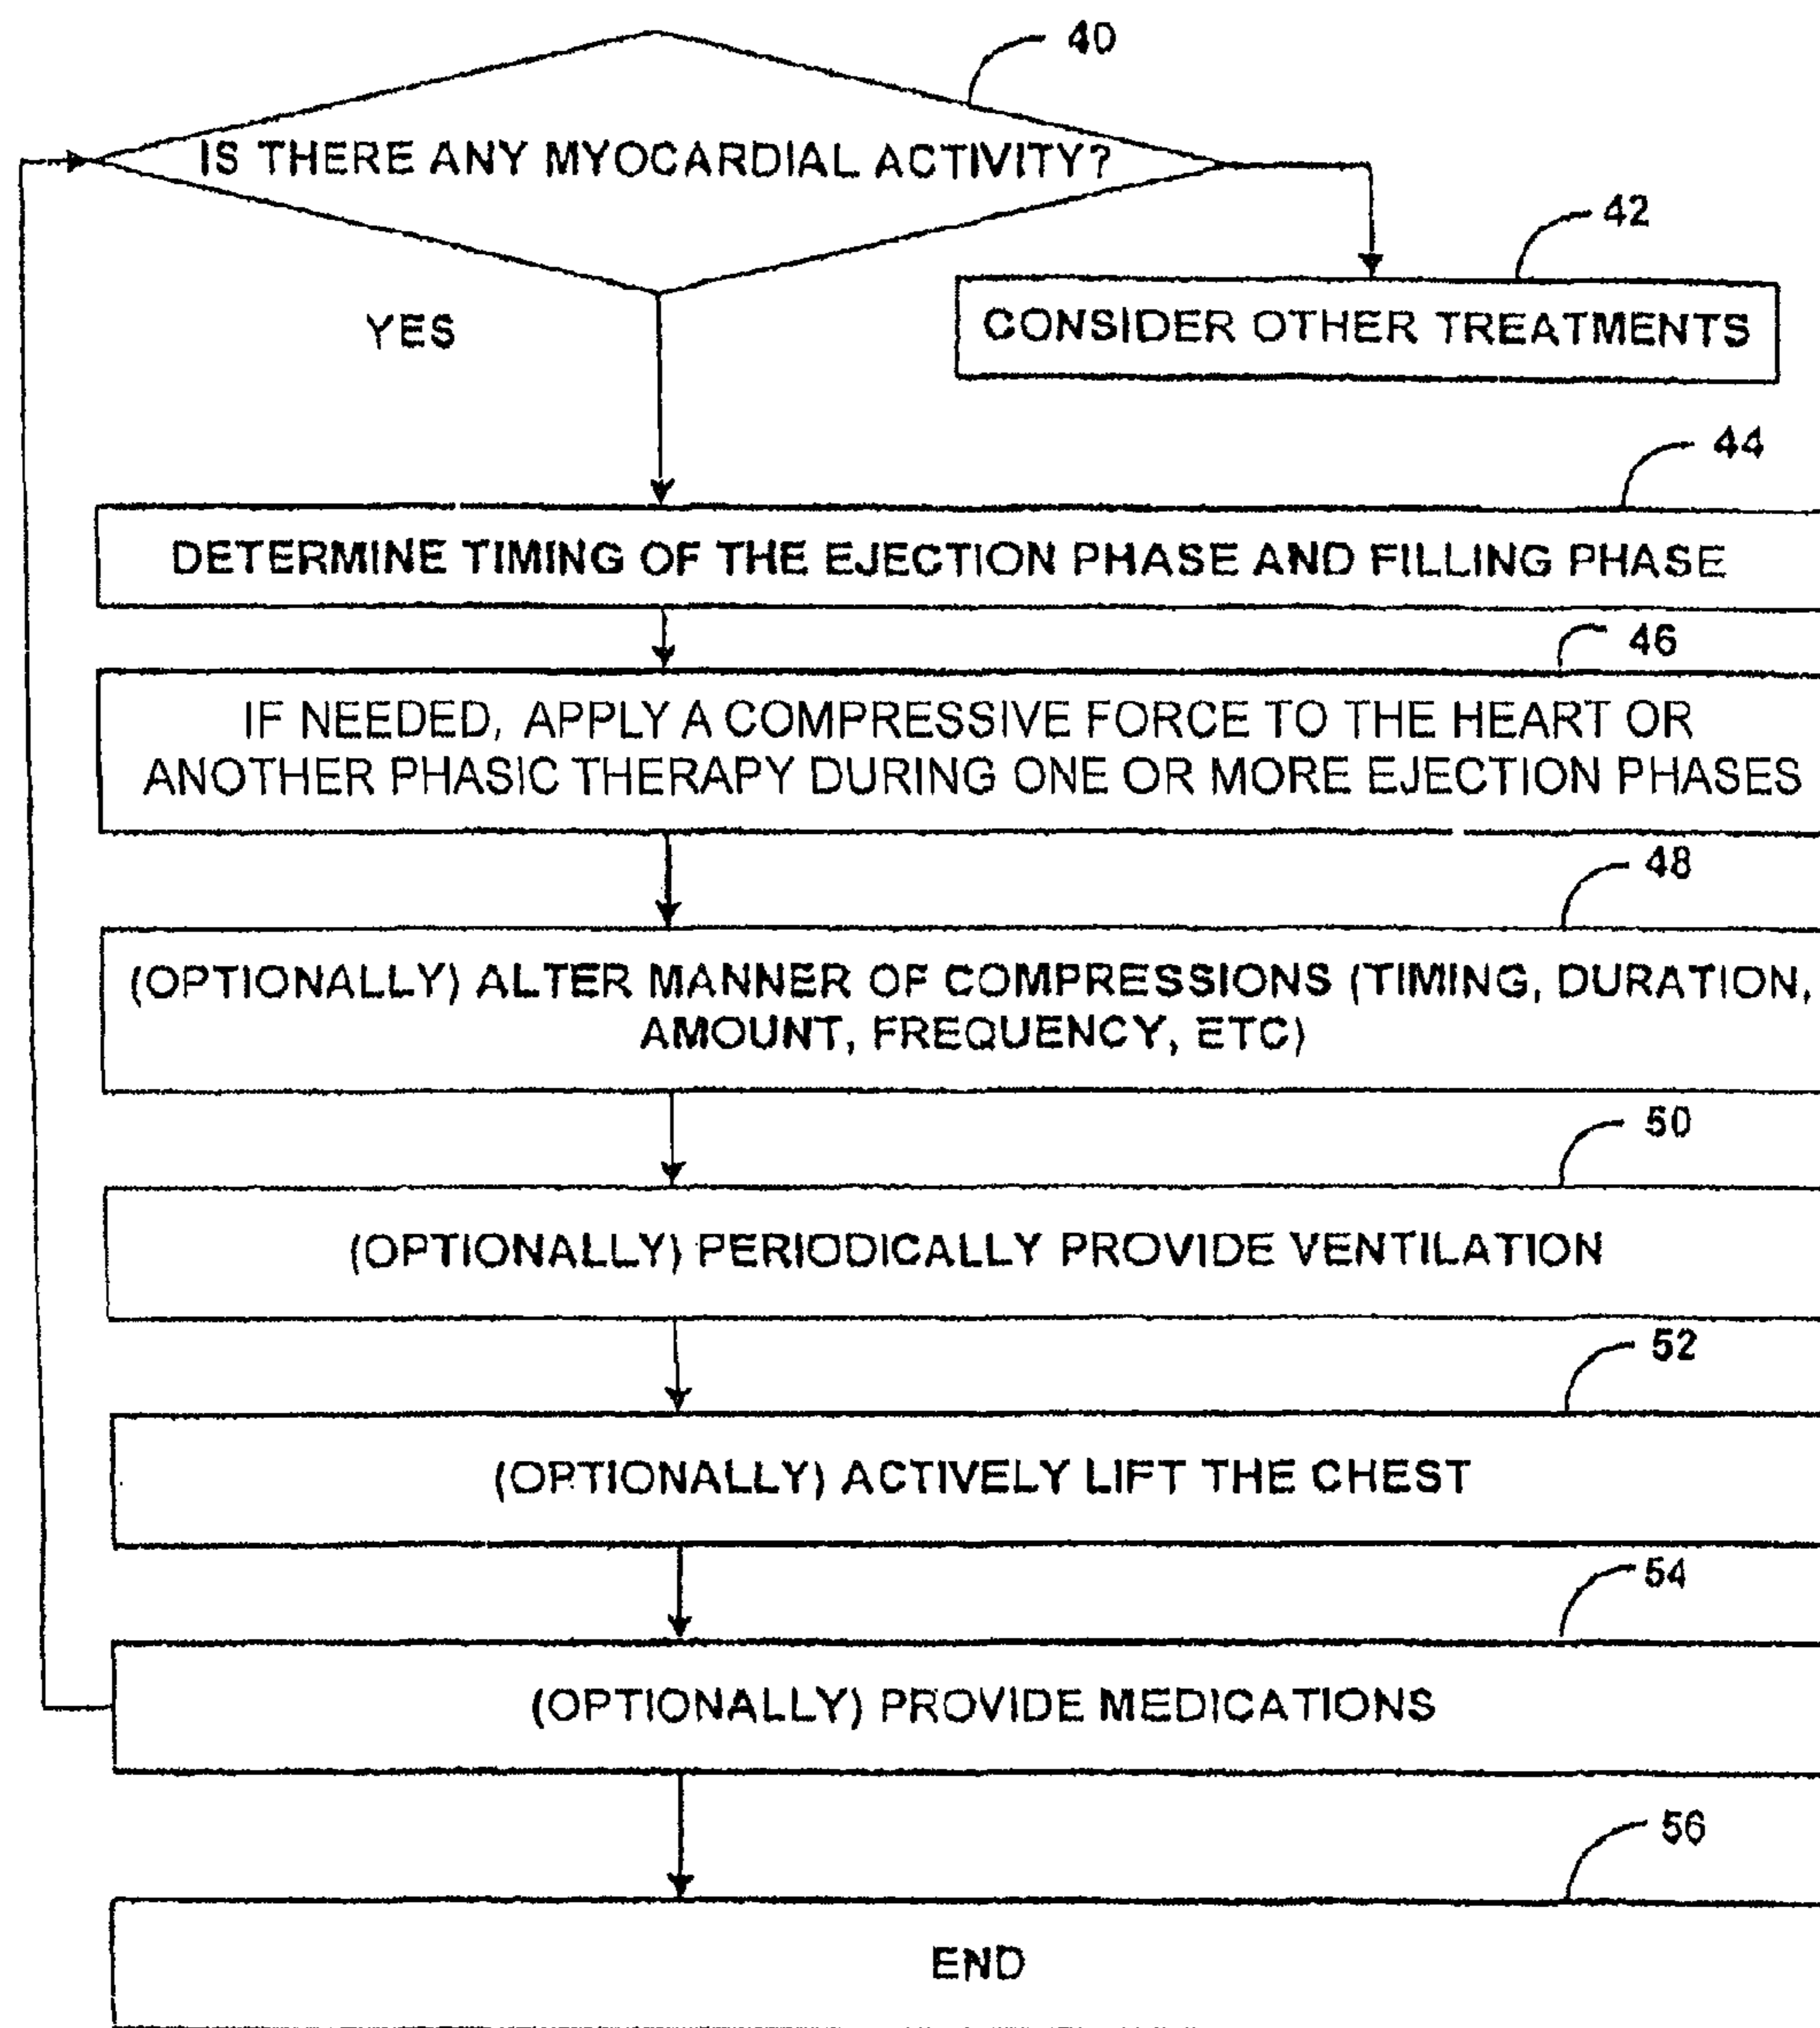 40
IS THERE ANY MYOCARDIAL ACTIVITY?
42
CONSIDER OTHER TREATMENTS
YES
44
DETERMINE TIMING OF THE EJECTION PHASE AND FILLING PHASE
46
IF NEEDED, APPLY A COMPRESSIVE FORCE TO THE HEART OR
ANOTHER PHASIC THERAPY DURING ONE OR MORE EJECTION PHASES
48
(OPTIONALLY) ALTER MANNER OF COMPRESSIONS (TIMING, DURATION,
AMOUNT, FREQUENCY, ETC)
50
(OPTIONALLY) PERIODICALLY PROVIDE VENTILATION
52
(OPTIONALLY) ACTIVELY LIFT THE CHEST
54
(OPTIONALLY) PROVIDE MEDICATIONS
56
END